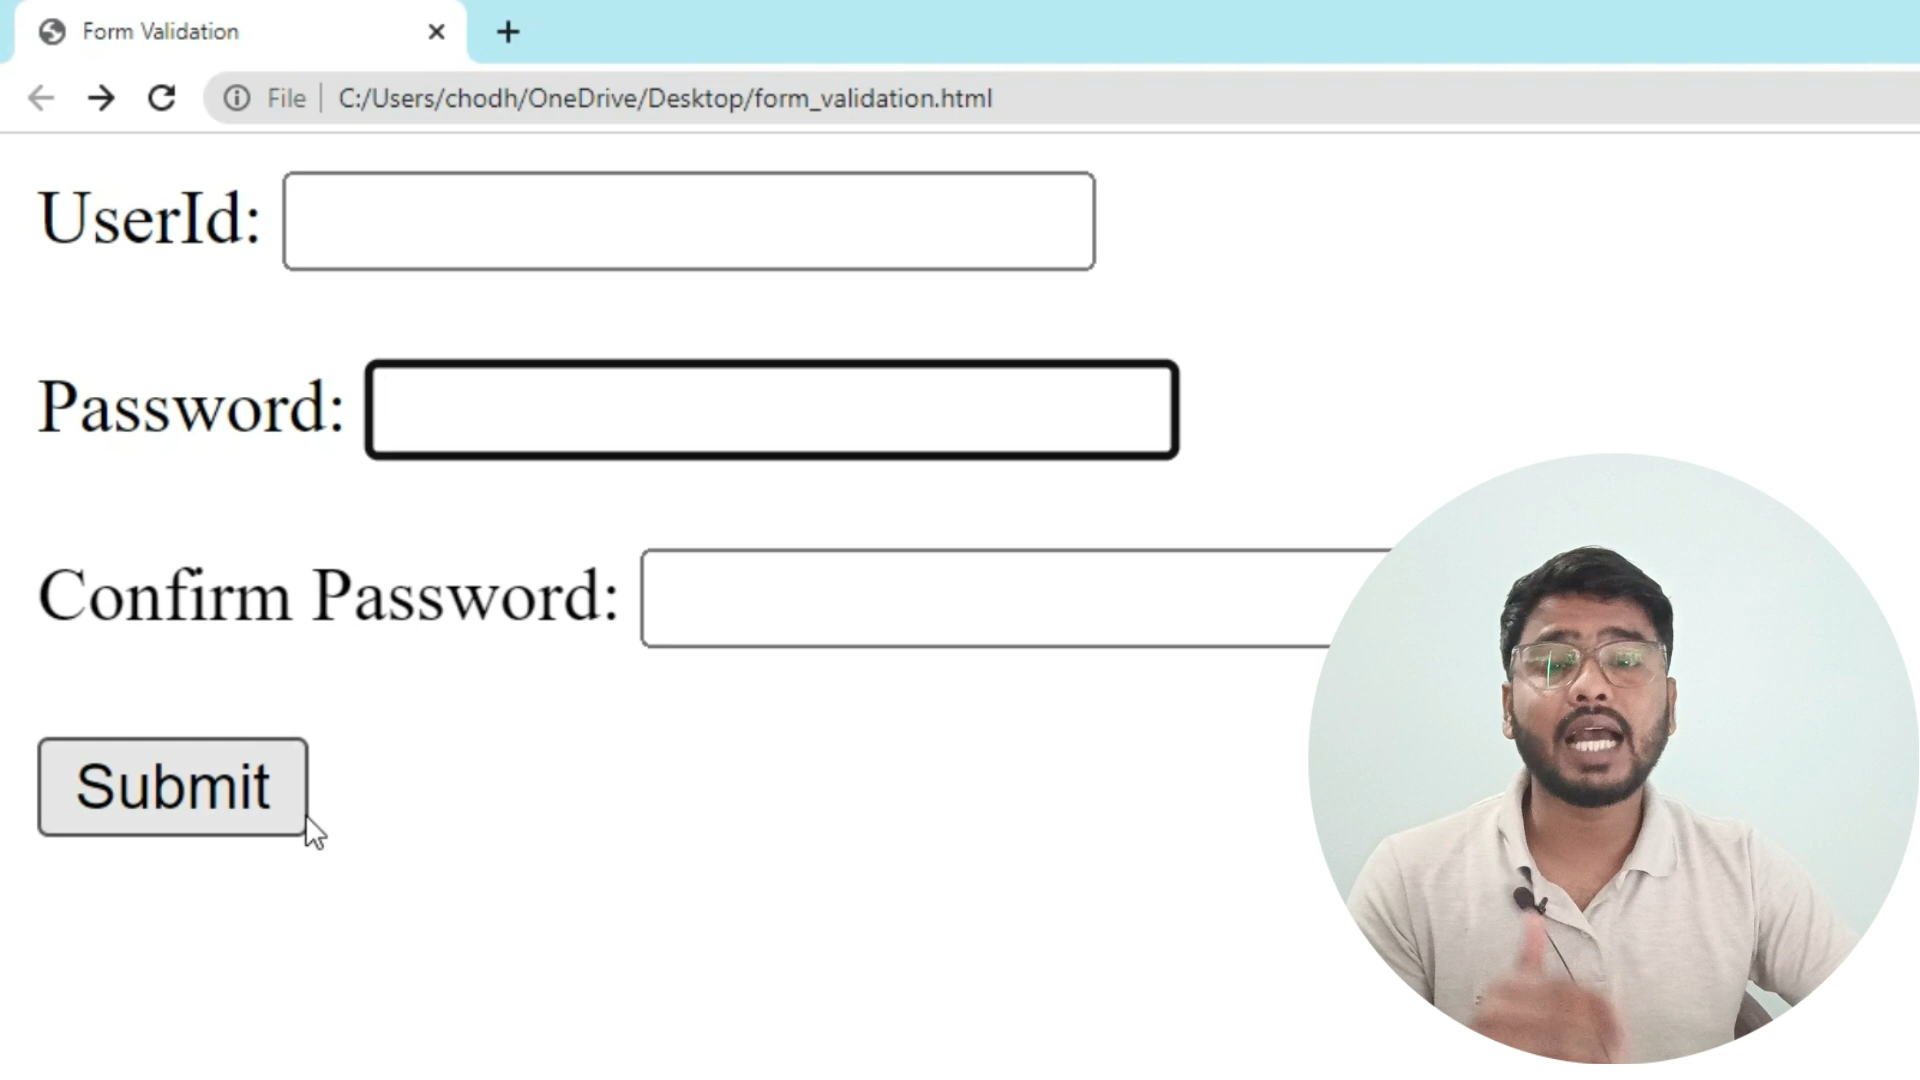 Form Validation
File C:/Users/chodh/OneDrive/Desktop/form_validation.html
UserId:
Password:
Confirm Password:
Submit